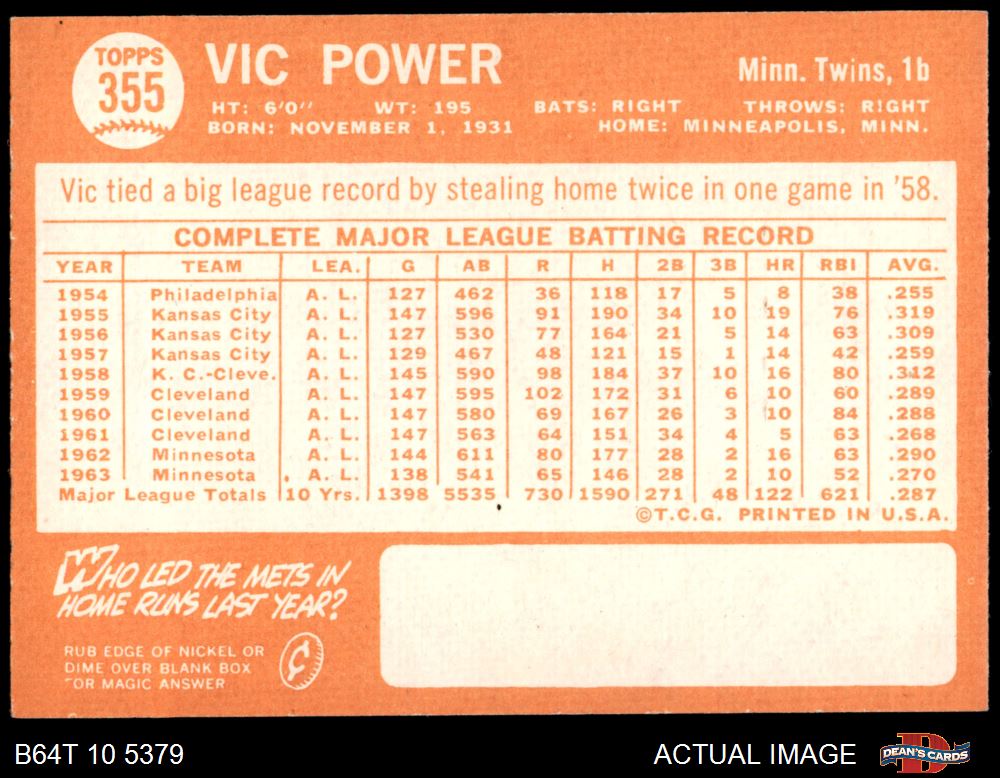 TOPPS
355
VIC POWER
Minn. Twins, 1b
HT: 6'0" WT: 195 BATS: RIGHT THROWS: RIGHT
BORN: NOVEMBER 1, 1931 HOME: MINNEAPOLIS, MINN.
Vic tied a big league record by stealing home twice in one game in '58.
COMPLETE MAJOR LEAGUE BATTING RECORD
YEAR TEAM LEA. G AB R H 2B 3B HR RBI AVG.
1954 Philadelphia A. L. 127 462 36 118 17 5 8 38 .255
1955 Kansas City A. L. 147 596 91 190 34 10 19 76 .319
1956 Kansas City A. L. 127 530 77 164 21 5 14 63 .309
1957 Kansas City A. L. 129 467 48 121 15 1 14 42 .259
1958 K. C.-Cleve. A. L. 145 590 98 184 37 10 16 80 .312
1959 Cleveland A. L. 147 595 102 172 31 6 10 60 .289
1960 Cleveland A. L. 147 580 69 167 26 3 10 84 .288
1961 Cleveland A. L. 147 563 64 151 34 4 5 63 .268
1962 Minnesota A. L. 144 611 80 177 28 2 16 63 .290
1963 Minnesota A. L. 138 541 65 146 28 2 10 52 .270
Major League Totals 10 Yrs. 1398 5535 730 1590 271 48 122 621 .287
©T.C.G. PRINTED IN U.S.A.
WHO LED THE METS IN
HOME RUNS LAST YEAR?
RUB EDGE OF NICKEL OR
DIME OVER BLANK BOX
FOR MAGIC ANSWER
B64T 10 5379
ACTUAL IMAGE
DEAN'S CARDS